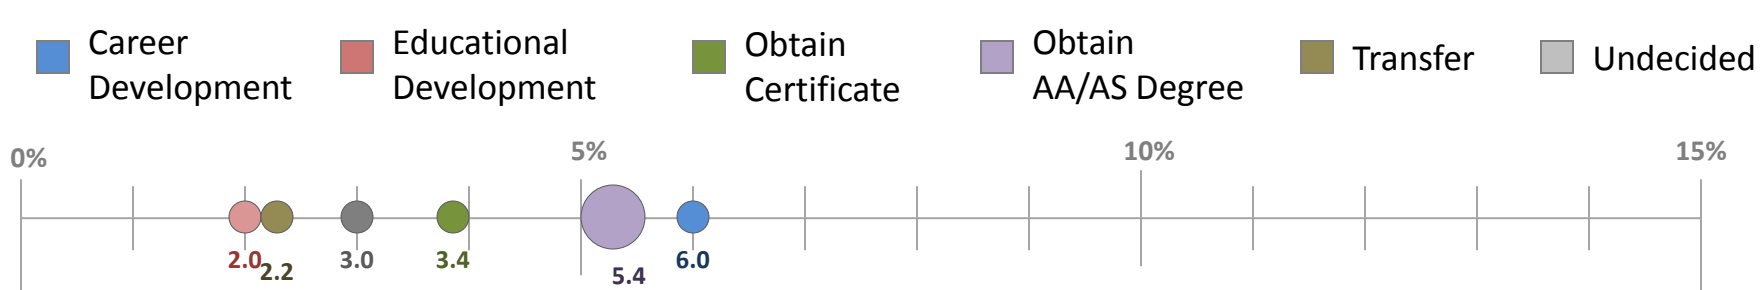 Career
Development
Educational
Development
Obtain
Certificate
Obtain
AA/AS Degree
Transfer
Undecided
0%
5%
10%
15%
2.0
2.2
3.0
3.4
5.4
6.0